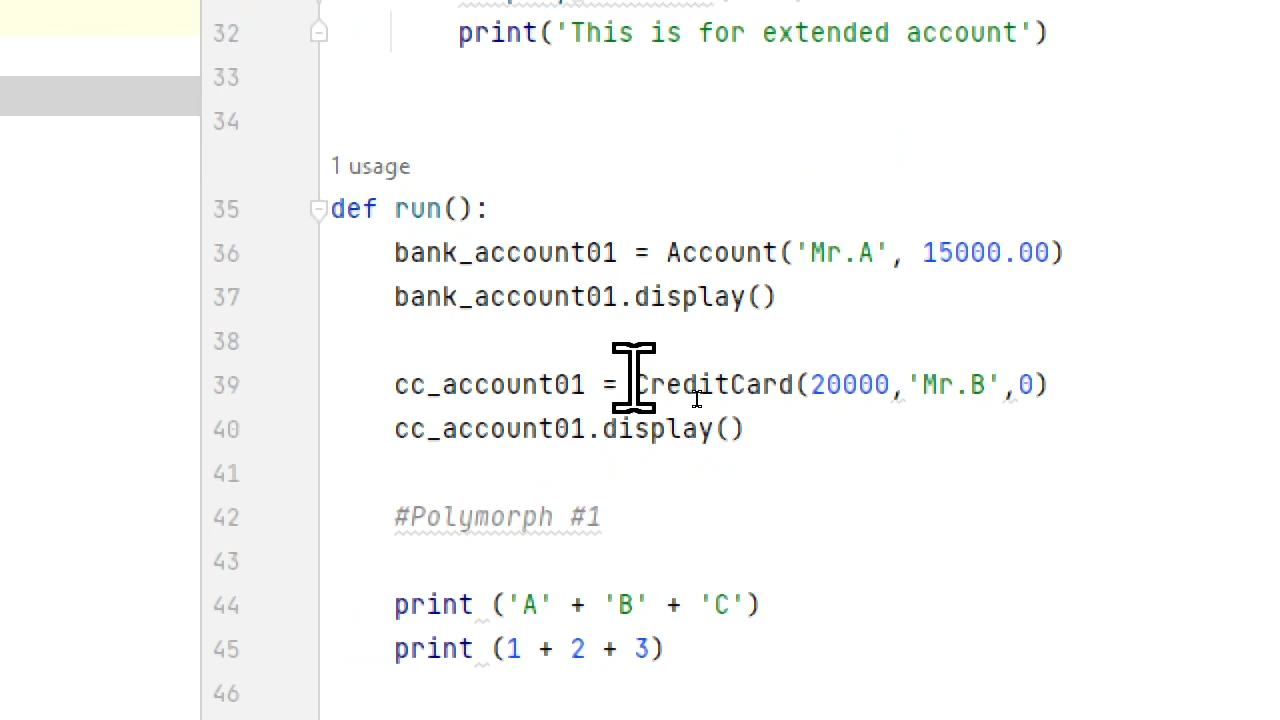 32 print('This is for extended account')
33
34
1 usage
35 def run():
36 bank_account01 = Account('Mr.A', 15000.00)
37 bank_account01.display()
38
39 cc_account01 = CreditCard(20000,'Mr.B',0)
40 cc_account01.display()
41
42 #Polymorph #1
43
44 print ('A' + 'B' + 'C')
45 print (1 + 2 + 3)
46